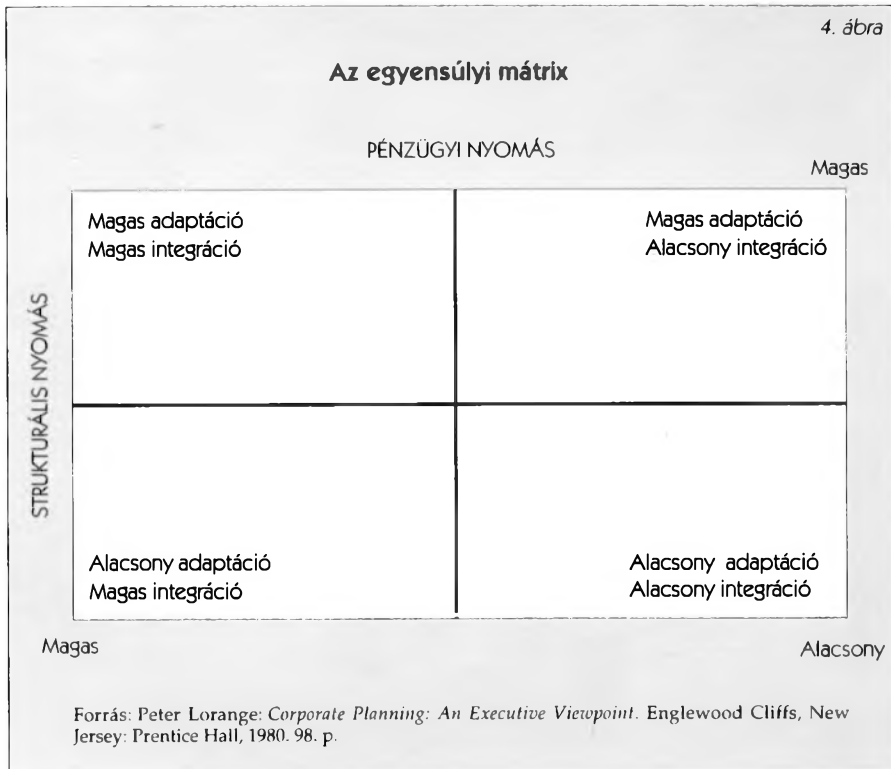 4. ábra
Az egyensúlyi mátrix
PÉNZÜGYI NYOMÁS
Magas
Magas adaptáció
Magas integráció
Magas adaptáció
Alacsony integráció
STRUKTURÁLIS NYOMÁS
Alacsony adaptáció
Magas integráció
Alacsony adaptáció
Alacsony integráció
Magas
Alacsony
Forrás: Peter Lorange: Corporate Planning: An Executive Viewpoint. Englewood Cliffs, New
Jersey: Prentice Hall, 1980. 98. p.